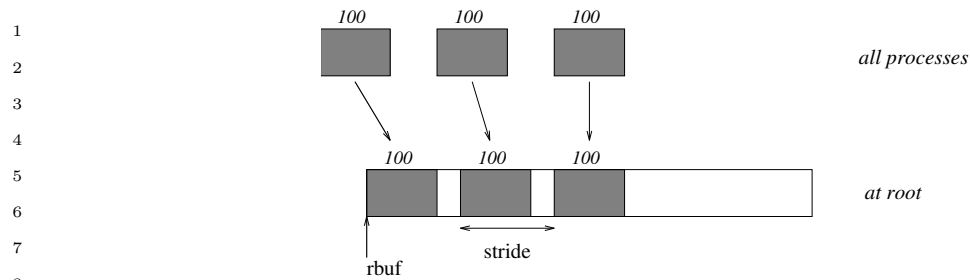 1 100 100 100
2 all processes
3
4
5 100 100 100
6 at root
7 stride
rbuf